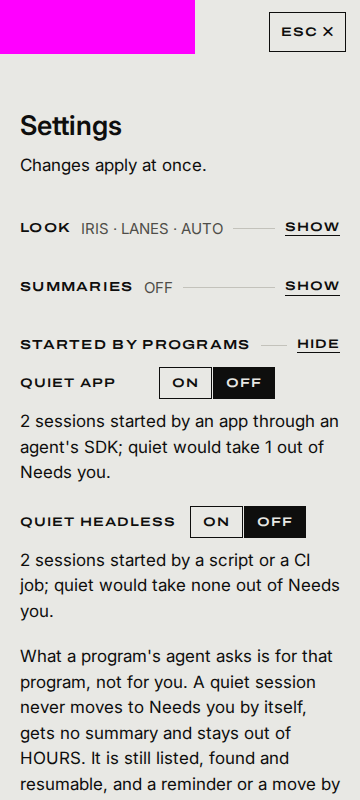 ESC ✕
Settings
Changes apply at once.
LOOK IRIS · LANES · AUTO SHOW
SUMMARIES OFF SHOW
STARTED BY PROGRAMS HIDE
QUIET APP ON OFF
2 sessions started by an app through an
agent's SDK; quiet would take 1 out of
Needs you.
QUIET HEADLESS ON OFF
2 sessions started by a script or a CI
job; quiet would take none out of Needs
you.
What a program's agent asks is for that
program, not for you. A quiet session
never moves to Needs you by itself,
gets no summary and stays out of
HOURS. It is still listed, found and
resumable, and a reminder or a move by